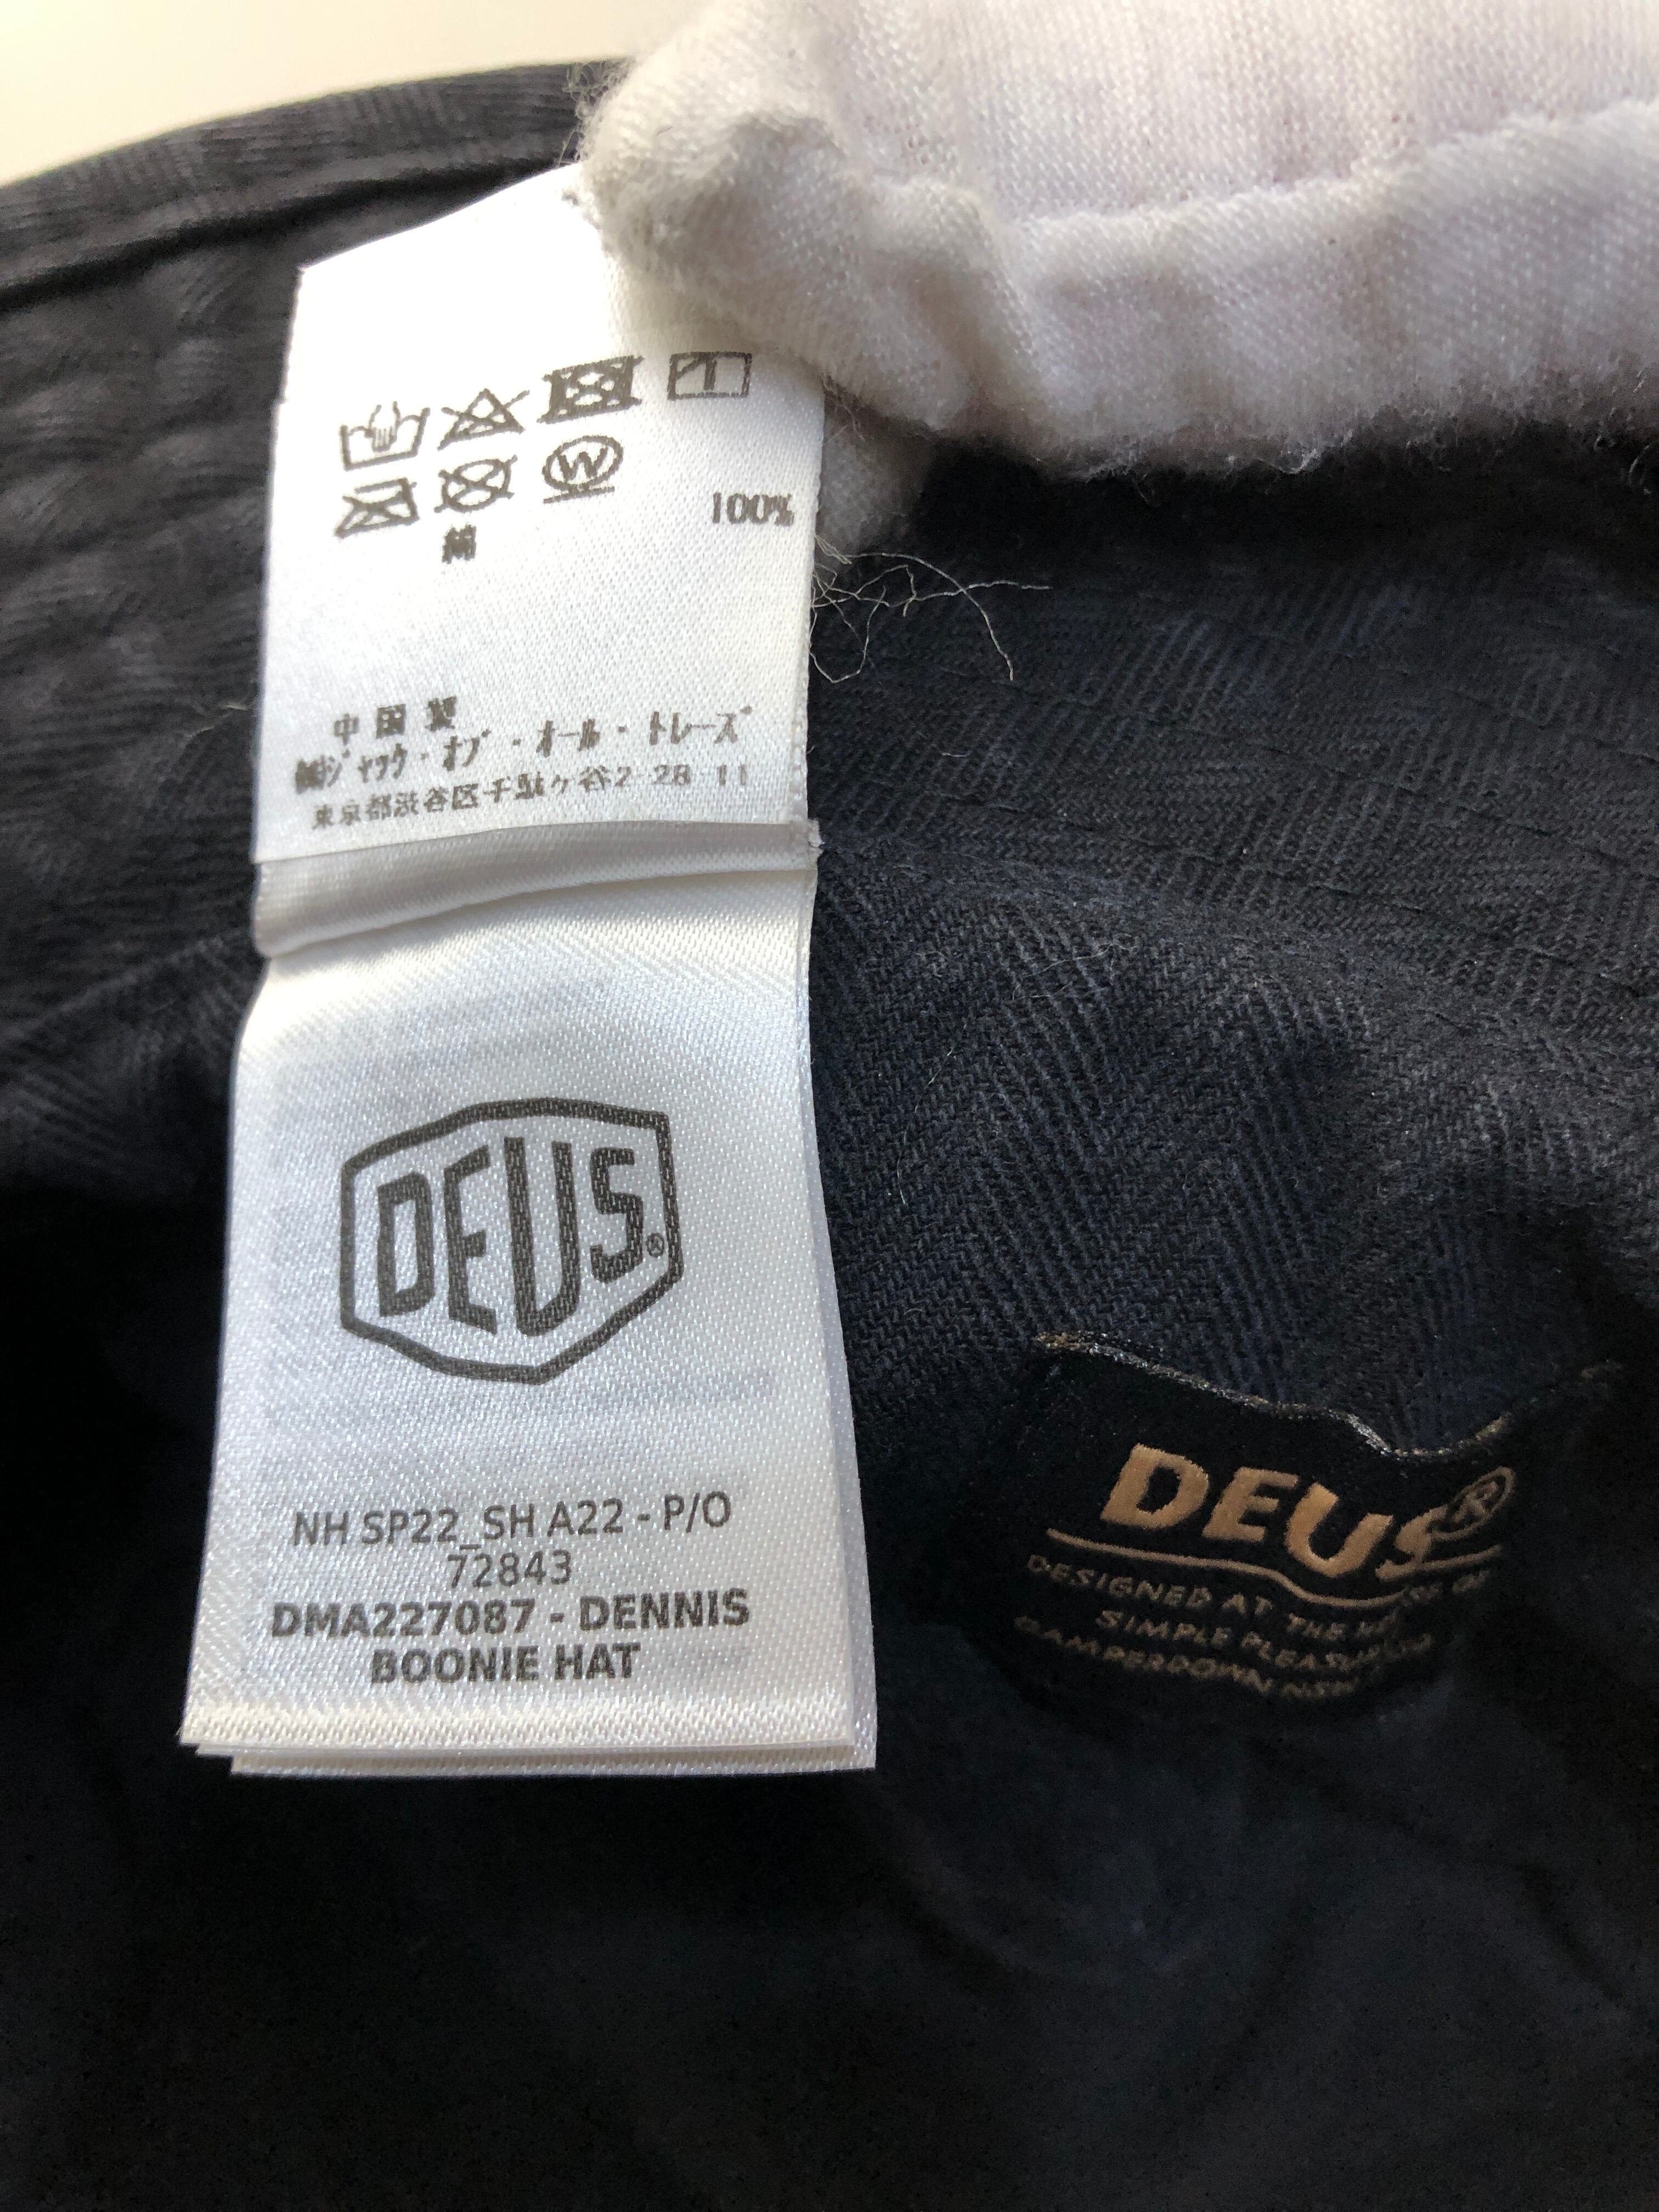 W
100%
綿
中国製
㈱ジャック・オブ・オール・トレーズ
東京都渋谷区千駄ヶ谷2-28-11
DEUS®
NH SP22_SH A22 - P/O
72843
DMA227087 - DENNIS
BOONIE HAT
DEUS®
DESIGNED AT THE
SIMPLE
CAMPERDOWN NSW